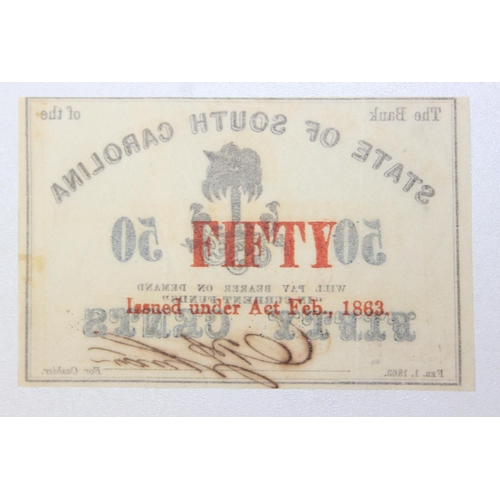 The Bank of the
STATE OF SOUTH CAROLINA
50 FIFTY 50
WILL PAY BEARER ON DEMAND
"IN CURRENT FUNDS"
Issued under Act Feb., 1863.
FIFTY CENTS
Feb. 1, 1863. For Cashier.